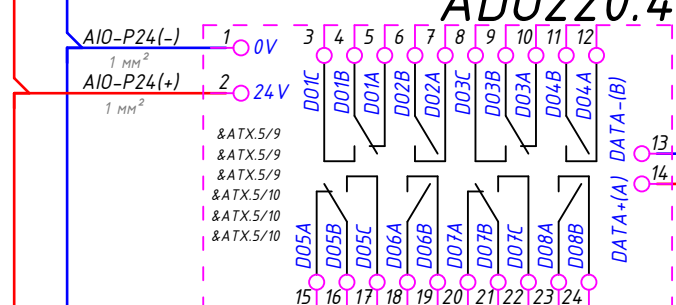 ADU220.4
AIO-P24(-)
1 мм²
AIO-P24(+)
1 мм²
1 0V
2 24V
3 4 5 6 7 8 9 10 11 12
DO1C DO1B DO1A DO2B DO2A DO3C DO3B DO3A DO4B DO4A
DATA-(B)
13
14
DATA+(A)
&ATX.5/9
&ATX.5/9
&ATX.5/9
&ATX.5/10
&ATX.5/10
&ATX.5/10
DO5A DO5B DO5C DO6A DO6B DO7A DO7B DO7C DO8A DO8B
15 16 17 18 19 20 21 22 23 24